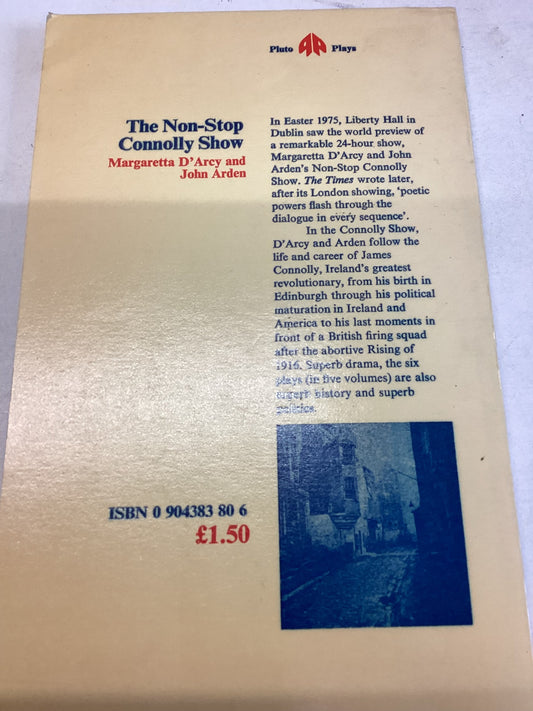 Pluto Plays
The Non-Stop
Connolly Show
Margaretta D'Arcy and
John Arden
In Easter 1975, Liberty Hall in
Dublin saw the world preview of
a remarkable 24-hour show,
Margaretta D'Arcy and John
Arden's Non-Stop Connolly
Show. The Times wrote later,
after its London showing, 'poetic
powers flash through the
dialogue in every sequence'.
In the Connolly Show,
D'Arcy and Arden follow the
life and career of James
Connolly, Ireland's greatest
revolutionary, from his birth in
Edinburgh through his political
maturation in Ireland and
America to his last moments in
front of a British firing squad
after the abortive Rising of
1916. Superb drama, the six
plays (in five volumes) are also
superb history and superb
politics.
ISBN 0 904383 80 6
£1.50